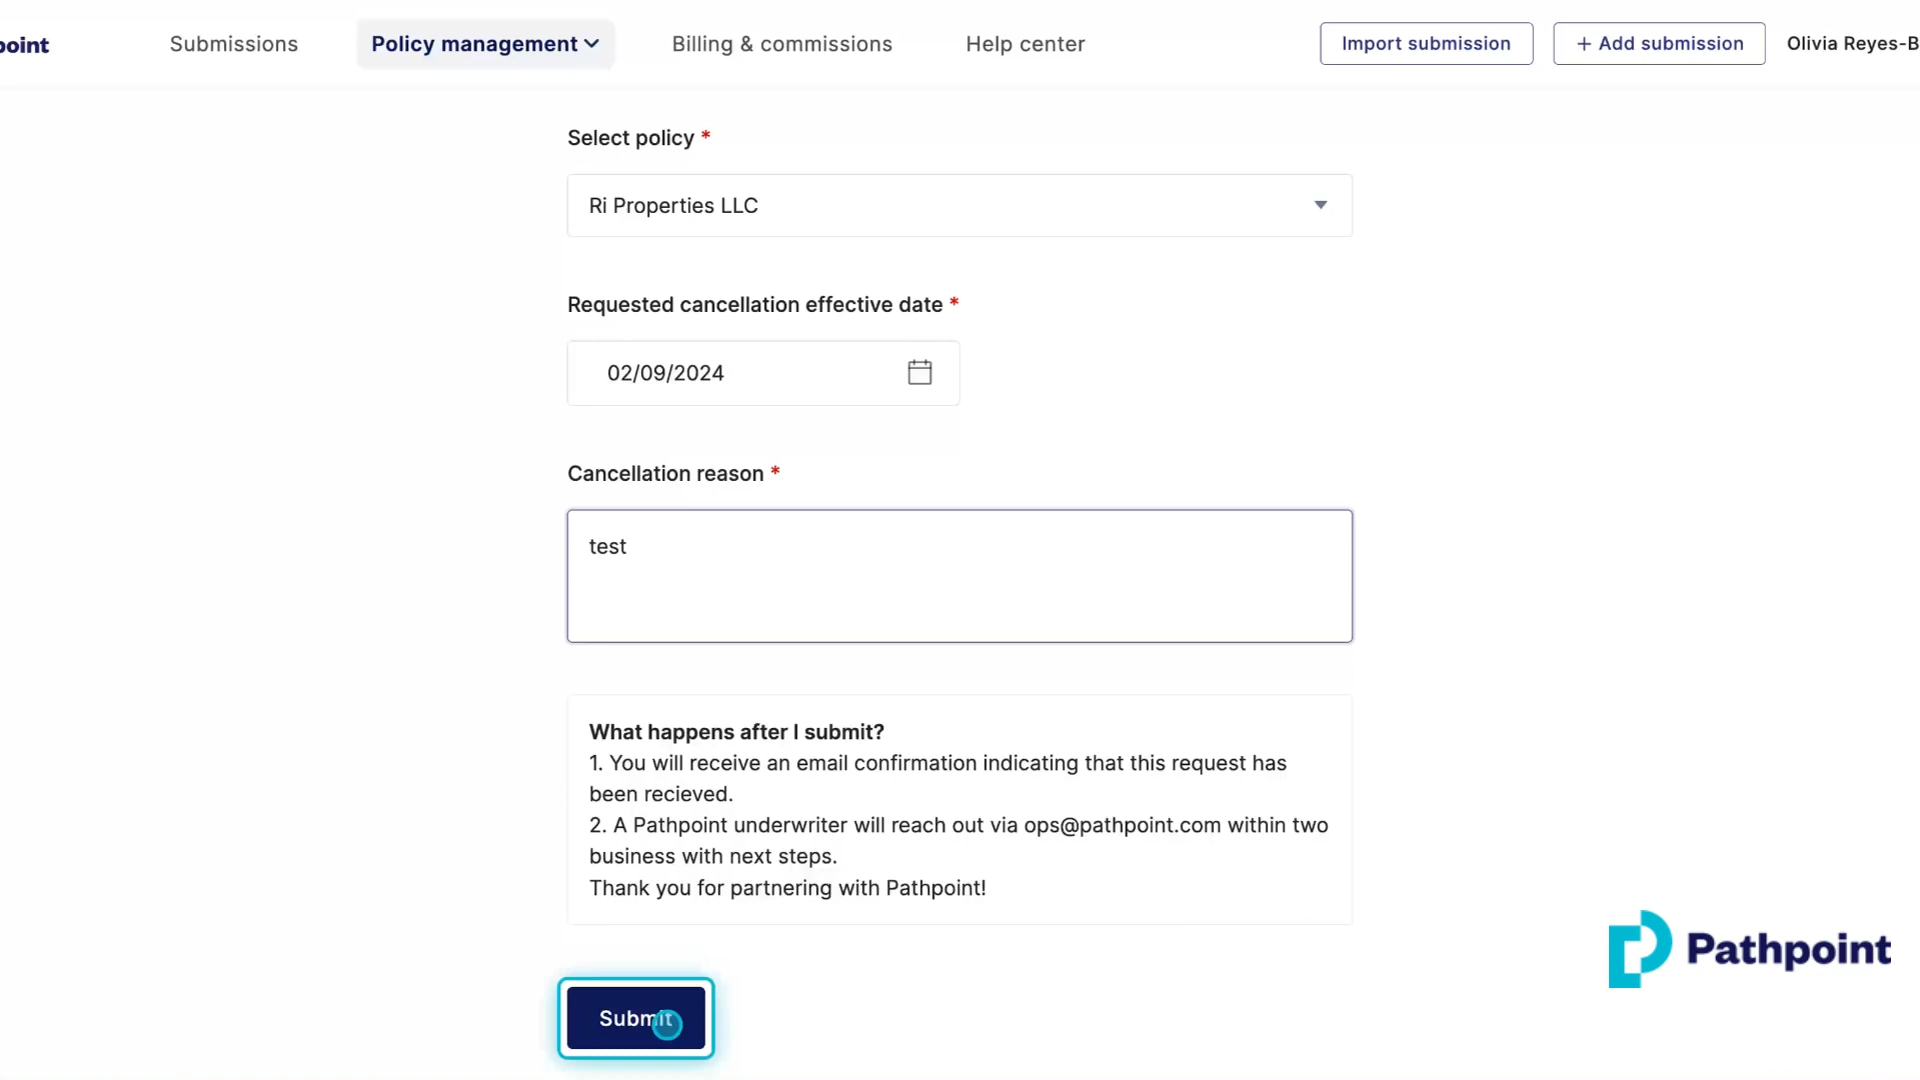 point
Submissions
Policy management
Billing & commissions
Help center
Import submission
+ Add submission
Olivia Reyes-B
Select policy *
Ri Properties LLC
Requested cancellation effective date *
02/09/2024
Cancellation reason *
test
What happens after I submit?
1. You will receive an email confirmation indicating that this request has
been recieved.
2. A Pathpoint underwriter will reach out via ops@pathpoint.com within two
business with next steps.
Thank you for partnering with Pathpoint!
Submit
Pathpoint